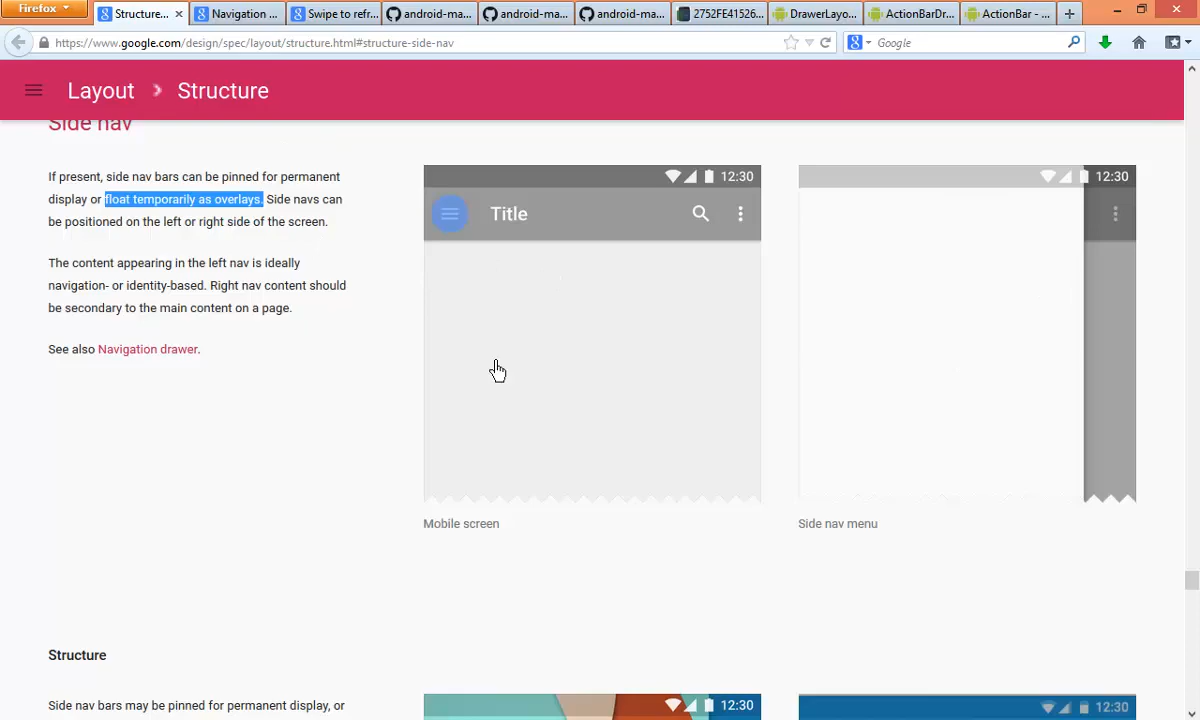 Firefox
Structure...
Navigation ...
Swipe to refr...
android-ma...
android-ma...
android-ma...
2752FE41526...
DrawerLayo...
ActionBarDr...
ActionBar - ...
https://www.google.com/design/spec/layout/structure.html#structure-side-nav
Google
Layout > Structure
Side nav
If present, side nav bars can be pinned for permanent
display or float temporarily as overlays. Side navs can
be positioned on the left or right side of the screen.
The content appearing in the left nav is ideally
navigation- or identity-based. Right nav content should
be secondary to the main content on a page.
See also Navigation drawer.
12:30
Title
Mobile screen
12:30
Side nav menu
Structure
Side nav bars may be pinned for permanent display, or
12:30
12:30